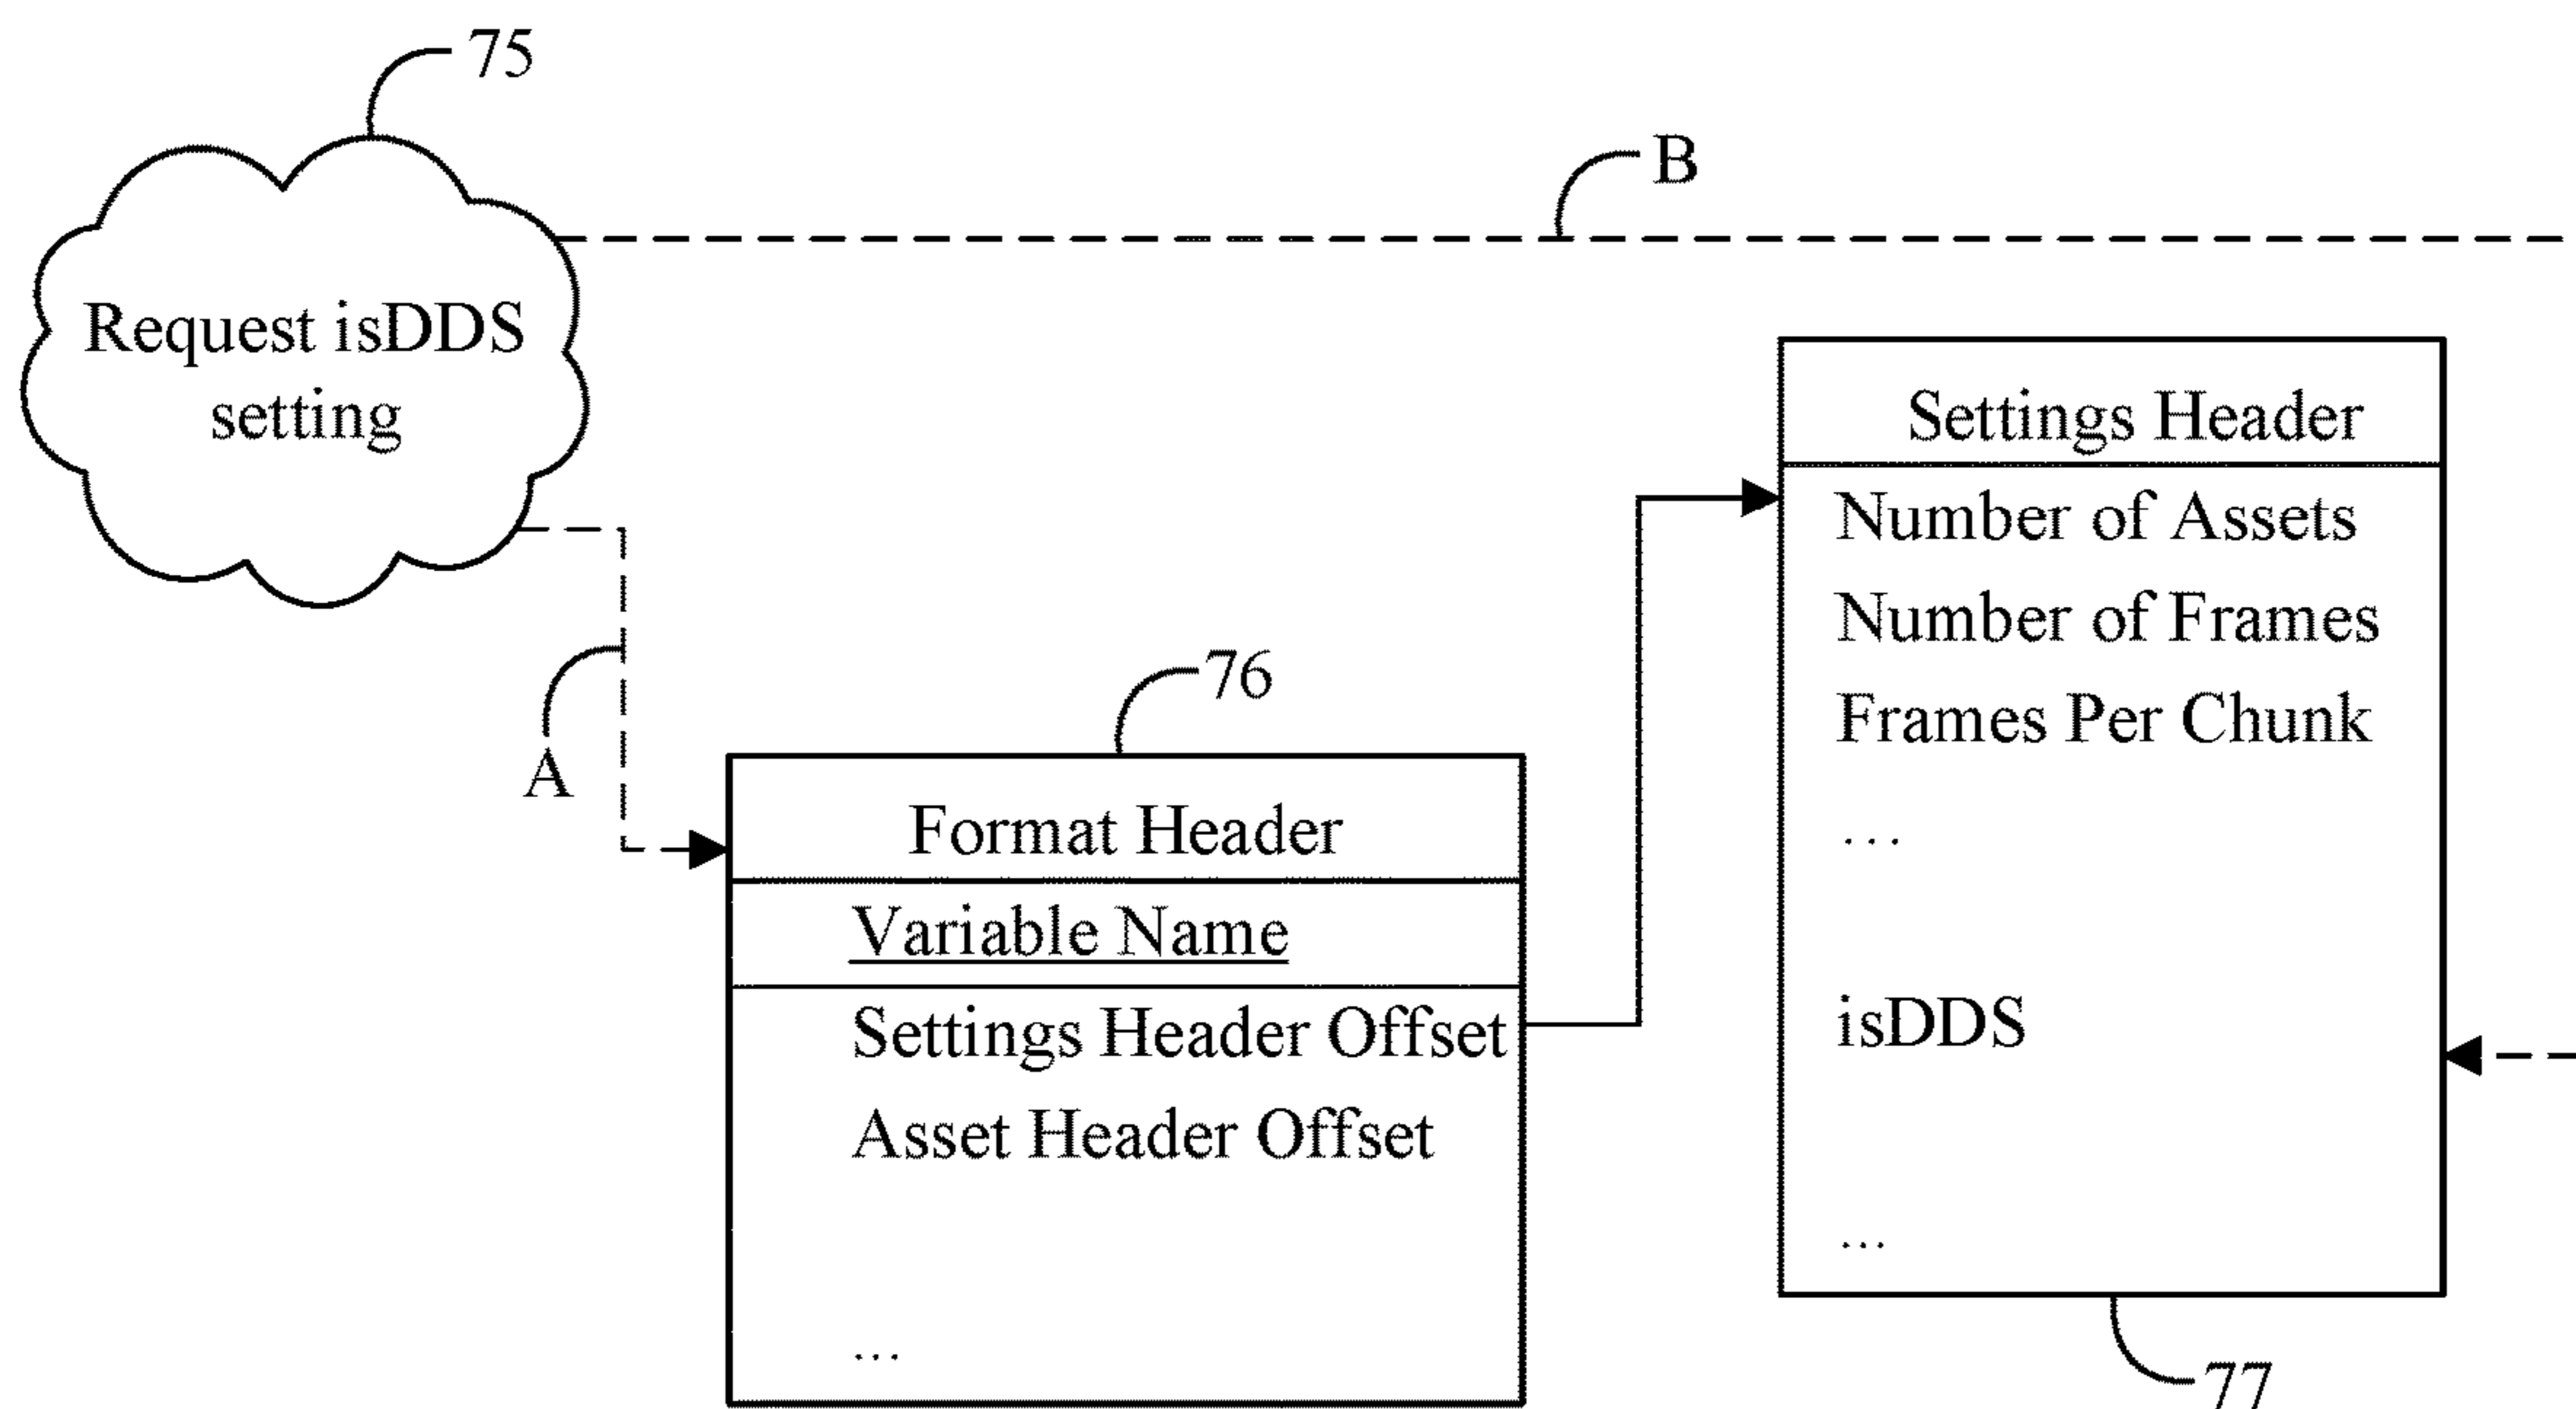 75
B
Request isDDS
setting
A
76
Format Header
Variable Name
Settings Header Offset
Asset Header Offset
...
Settings Header
Number of Assets
Number of Frames
Frames Per Chunk
...
isDDS
...
77